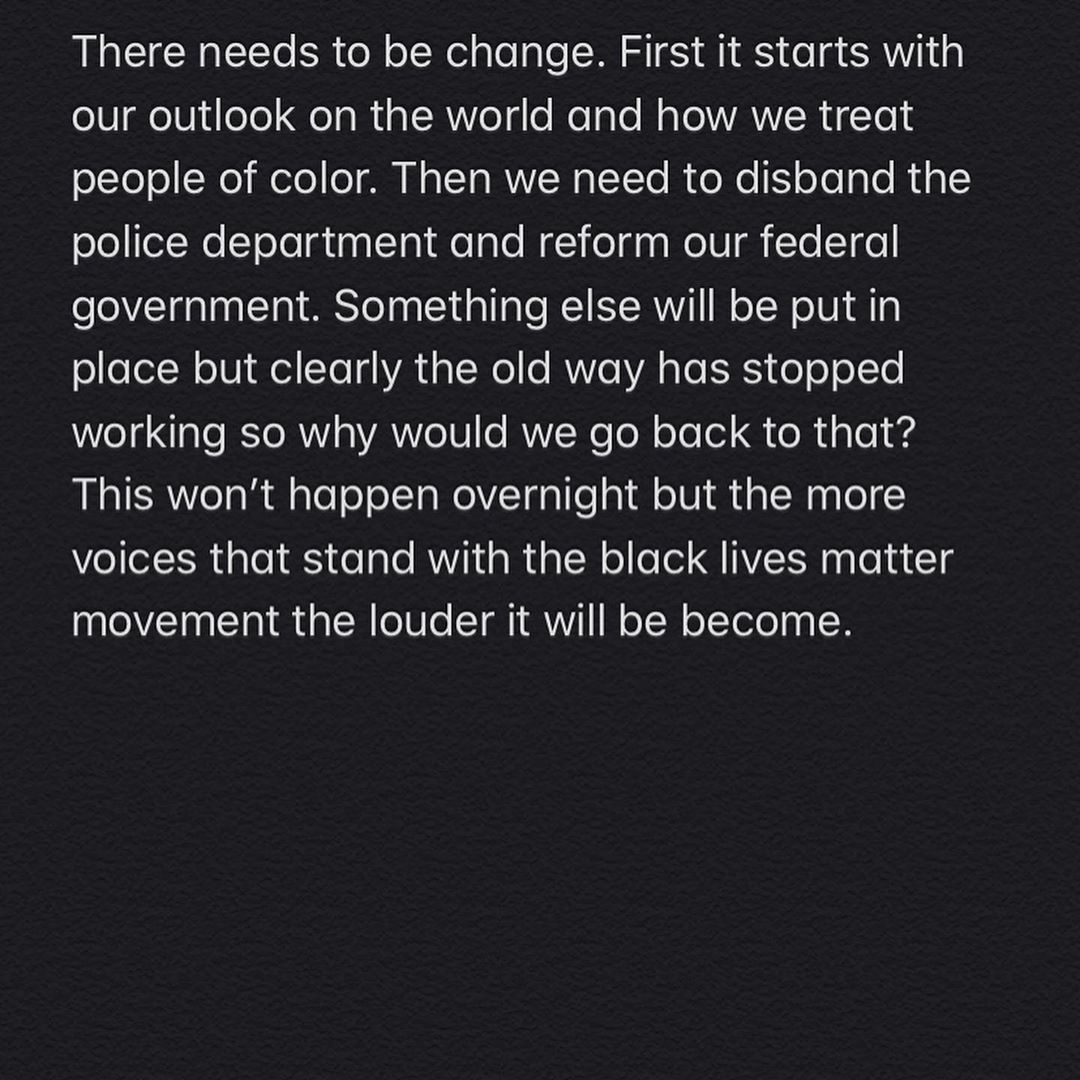 There needs to be change. First it starts with
our outlook on the world and how we treat
people of color. Then we need to disband the
police department and reform our federal
government. Something else will be put in
place but clearly the old way has stopped
working so why would we go back to that?
This won’t happen overnight but the more
voices that stand with the black lives matter
movement the louder it will be become.